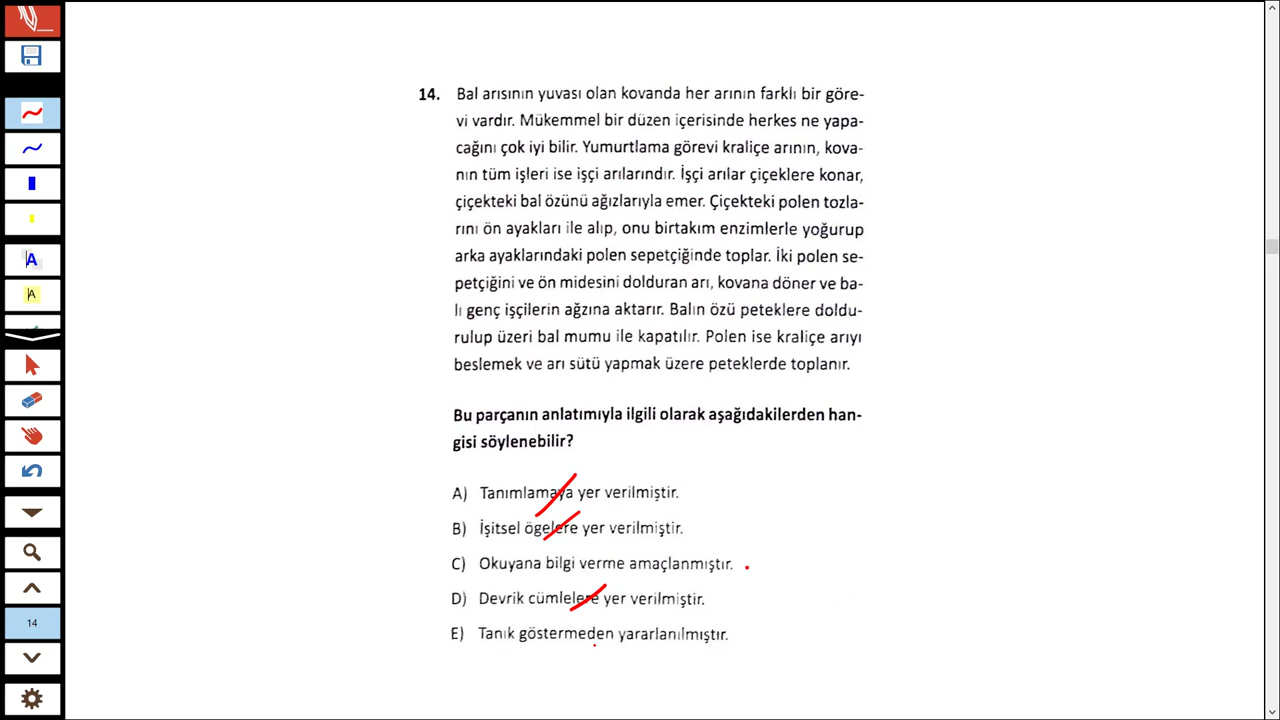 14. Bal arısının yuvası olan kovanda her arının farklı bir göre-
vi vardır. Mükemmel bir düzen içerisinde herkes ne yapa-
cağını çok iyi bilir. Yumurtlama görevi kraliçe arının, kova-
nın tüm işleri ise işçi arılarındır. İşçi arılar çiçeklere konar,
çiçekteki bal özünü ağızlarıyla emer. Çiçekteki polen tozla-
rını ön ayakları ile alıp, onu birtakım enzimlerle yoğurup
arka ayaklarındaki polen sepetçiğinde toplar. İki polen se-
petçiğini ve ön midesini dolduran arı, kovana döner ve ba-
lı genç işçilerin ağzına aktarır. Balın özü peteklere doldu-
rulup üzeri bal mumu ile kapatılır. Polen ise kraliçe arıyı
beslemek ve arı sütü yapmak üzere peteklerde toplanır.
Bu parçanın anlatımıyla ilgili olarak aşağıdakilerden han-
gisi söylenebilir?
A) Tanımlamaya yer verilmiştir.
B) İşitsel ögelere yer verilmiştir.
C) Okuyana bilgi verme amaçlanmıştır.
D) Devrik cümlelere yer verilmiştir.
E) Tanık göstermeden yararlanılmıştır.
A
A
14